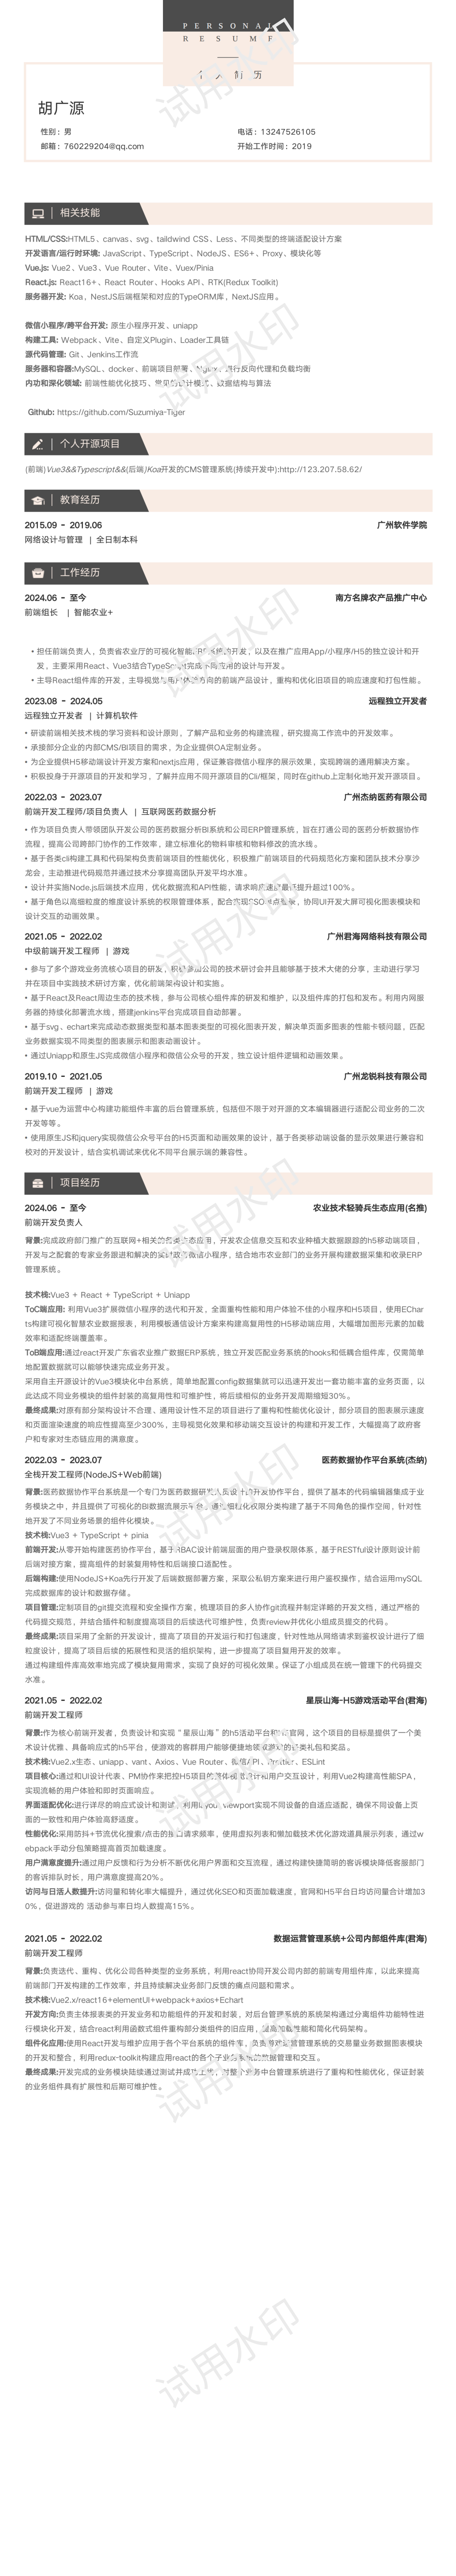 PERSONAL
RESUME
个人简历
胡广源
性别：男
电话：13247526105
邮箱：760229204@qq.com
开始工作时间：2019
相关技能
HTML/CSS:HTML5、canvas、svg、taildwind CSS、Less、不同类型的终端适配设计方案
开发语言/运行时环境: JavaScript、TypeScript、NodeJS、ES6+、Proxy、模块化等
Vue.js: Vue2、Vue3、Vue Router、Vite、Vuex/Pinia
React.js: React16+、React Router、Hooks API、RTK(Redux Toolkit)
服务器开发: Koa，NestJS后端框架和对应的TypeORM库，NextJS应用。
微信小程序/跨平台开发: 原生小程序开发、uniapp
构建工具: Webpack、Vite、自定义Plugin、Loader工具链
源代码管理: Git、Jenkins工作流
服务器和容器:MySQL、docker、前端项目部署、Nginx、进行反向代理和负载均衡
内功和深化领域: 前端性能优化技巧、常见的设计模式、数据结构与算法
Github: https://github.com/Suzumiya-Tiger
个人开源项目
(前端)Vue3&&Typescript&&(后端)Koa开发的CMS管理系统(持续开发中):http://123.207.58.62/
教育经历
2015.09 - 2019.06
广州软件学院
网络设计与管理 | 全日制本科
工作经历
2024.06 - 至今
南方名牌农产品推广中心
前端组长 | 智能农业+
• 担任前端负责人，负责省农业厅的可视化智能ERP系统的开发，以及在推广应用App/小程序/H5的独立设计和开
发，主要采用React、Vue3结合TypeScript完成不同应用的设计与开发。
• 主导React组件库的开发，主导视觉与用户体验方向的前端产品设计，重构和优化旧项目的响应速度和打包性能。
2023.08 - 2024.05
远程独立开发者
远程独立开发者 | 计算机软件
• 研读前端相关技术栈的学习资料和设计原则，了解产品和业务的构建流程，研究提高工作流中的开发效率。
• 承接部分企业的内部CMS/BI项目的需求，为企业提供OA定制业务。
• 为企业提供H5移动端设计开发方案和nextjs应用，保证兼容微信小程序的展示效果，实现跨端的通用解决方案。
• 积极投身于开源项目的开发和学习，了解并应用不同开源项目的Cli/框架，同时在github上定制化地开发开源项目。
2022.03 - 2023.07
广州杰纳医药有限公司
前端开发工程师/项目负责人 | 互联网医药数据分析
• 作为项目负责人带领团队开发公司的医药数据分析BI系统和公司ERP管理系统，旨在打通公司的医药分析数据协作
流程，提高公司跨部门协作的工作效率，建立标准化的物料审核和物料修改的流水线。
• 基于各类cli构建工具和代码架构负责前端项目的性能优化，积极推广前端项目的代码规范化方案和团队技术分享沙
龙会，主动推进代码规范并通过技术分享提高团队开发平均水准。
• 设计并实施Node.js后端技术应用，优化数据流和API性能，请求响应速度最高提升超过100%。
• 基于角色以高细粒度的维度设计系统的权限管理体系，配合实现SSO单点登录，协同UI开发大屏可视化图表模块和
设计交互的动画效果。
2021.05 - 2022.02
广州君海网络科技有限公司
中级前端开发工程师 | 游戏
• 参与了多个游戏业务流核心项目的研发，积极参加公司的技术研讨会并且能够基于技术大佬的分享，主动进行学习
并在项目中实践技术研讨方案，优化前端架构设计和实施。
• 基于React及React周边生态的技术栈，参与公司核心组件库的研发和维护，以及组件库的打包和发布。利用内网服
务器的持续化部署流水线，搭建jenkins平台完成项目自动部署。
• 基于svg、echart来完成动态数据类型和基本图表类型的可视化图表开发，解决单页面多图表的性能卡顿问题，匹配
业务数据实现不同类型的图表展示和图表动画设计。
• 通过Uniapp和原生JS完成微信小程序和微信公众号的开发，独立设计组件逻辑和动画效果。
2019.10 - 2021.05
广州龙锐科技有限公司
前端开发工程师 | 游戏
• 基于vue为运营中心构建功能组件丰富的后台管理系统，包括但不限于对开源的文本编辑器进行适配公司业务的二次
开发等等。
• 使用原生JS和jquery实现微信公众号平台的H5页面和动画效果的设计，基于各类移动端设备的显示效果进行兼容和
校对的开发设计，结合实机调试来优化不同平台展示端的兼容性。
项目经历
2024.06 - 至今
农业技术轻骑兵生态应用(名推)
前端开发负责人
背景:完成政府部门推广的互联网+相关的各类生态应用，开发农企信息交互和农业种植大数据跟踪的h5移动端项目，
开发与之配套的专家业务跟进和解决的实时政务微信小程序，结合地市农业部门的业务开展构建数据采集和收录ERP
管理系统。
技术栈:Vue3 + React + TypeScript + Uniapp
ToC端应用: 利用Vue3扩展微信小程序的迭代和开发，全面重构性能和用户体验不佳的小程序和H5项目，使用EChar
ts构建可视化智慧农业数据报表，利用模板通信设计方案来构建高复用性的H5移动端应用，大幅增加图形元素的加载
效率和适配终端覆盖率。
ToB端应用:通过react开发广东省农业推广数据ERP系统，独立开发匹配业务系统的hooks和低耦合组件库，仅需简单
地配置数据就可以能够快速完成业务开发。
采用自主开源设计的Vue3模块化中台系统，简单地配置config数据集就可以迅速开发出一套功能丰富的业务页面，以
此达成不同业务模块的组件封装的高复用性和可维护性，将后续相似的业务开发周期缩短30%。
最终成果:对原有部分架构设计不合理、通用设计性不足的项目进行了重构和性能优化设计，部分项目的图表展示速度
和页面渲染速度的响应性提高至少300%，主导视觉化效果和移动端交互设计的构建和开发工作，大幅提高了政府客
户和专家对生态链应用的满意度。
2022.03 - 2023.07
医药数据协作平台系统(杰纳)
全栈开发工程师(NodeJS+Web前端)
背景:医药数据协作平台系统是一个专门为医药数据研发人员设计的开发协作平台，提供了基本的代码编辑器集成于业
务模块之中，并且提供了可视化的BI数据流展示平台，通过细粒化权限分类构建了基于不同角色的操作空间，针对性
地开发了不同业务场景的组件化模块。
技术栈:Vue3 + TypeScript + pinia
前端开发:从零开始构建医药协作平台，基于RBAC设计前端层面的用户登录权限体系，基于RESTful设计原则设计前
后端对接方案，提高组件的封装复用特性和后端接口适配性。
后端构建:使用NodeJS+Koa先行开发了后端数据部署方案，采取公私钥方案来进行用户鉴权操作，结合运用mySQL
完成数据库的设计和数据存储。
项目管理:定制项目的git提交流程和安全操作方案，梳理项目的多人协作git流程并制定详略的开发文档，通过严格的
代码提交规范，并结合插件和制度提高项目的后续迭代可维护性，负责review并优化小组成员提交的代码。
最终成果:项目采用了全新的开发设计，提高了项目的开发运行和打包速度，针对性地从网络请求到鉴权设计进行了细
粒度设计，提高了项目后续的拓展性和灵活的组织架构，进一步提高了项目复用开发的效率。
通过构建组件库高效率地完成了模块复用需求，实现了良好的可视化效果。保证了小组成员在统一管理下的代码提交
水准。
2021.05 - 2022.02
星辰山海-H5游戏活动平台(君海)
前端开发工程师
背景:作为核心前端开发者，负责设计和实现“星辰山海”的h5活动平台和游戏官网，这个项目的目标是提供了一个美
术设计优雅、具备响应式的h5平台，使游戏的客群用户能够便捷地领取游戏的各类礼包和奖品。
技术栈:Vue2.x生态、uniapp、vant、Axios、Vue Router、微信API、Prettier、ESLint
项目核心:通过和UI设计代表、PM协作来把控H5项目的整体视觉设计和用户交互设计，利用Vue2构建高性能SPA，
实现流畅的用户体验和即时页面响应。
界面适配优化:进行详尽的响应式设计和测试，利用layout viewport实现不同设备的自适应适配，确保不同设备上页
面的一致性和用户体验高舒适度。
性能优化:采用防抖+节流优化搜索/点击的接口请求频率，使用虚拟列表和懒加载技术优化游戏道具展示列表，通过w
ebpack手动分包策略提高首页加载速度。
用户满意度提升:通过用户反馈和行为分析不断优化用户界面和交互流程，通过构建快捷简明的客诉模块降低客服部门
的客诉排队时长，用户满意度提高20%。
访问与日活人数提升:访问量和转化率大幅提升，通过优化SEO和页面加载速度，官网和H5平台日均访问量合计增加3
0%，促进游戏的 活动参与率日均人数提高15%。
2021.05 - 2022.02
数据运营管理系统+公司内部组件库(君海)
前端开发工程师
背景:负责迭代、重构、优化公司各种类型的业务系统，利用react协同开发公司内部的前端专用组件库，以此来提高
前端部门开发构建的工作效率，并且持续解决业务部门反馈的痛点问题和需求。
技术栈:Vue2.x/react16+elementUI+webpack+axios+Echart
开发方向:负责主体报表类的开发业务和功能组件的开发和封装，对后台管理系统的系统架构通过分离组件功能特性进
行模块化开发，结合react利用函数式组件重构部分类组件的旧应用，提高加载性能和简化代码架构。
组件化应用:使用React开发与维护应用于各个平台系统的组件库，负责游戏运营管理系统的交易量业务数据图表模块
的开发和整合，利用redux-toolkit构建应用react的各个子业务系统的数据管理和交互。
最终成果:开发完成的业务模块陆续通过测试并成功上线，对整个业务中台管理系统进行了重构和性能优化，保证封装
的业务组件具有扩展性和后期可维护性。
试用水印
试用水印
试用水印
试用水印
试用水印
试用水印
试用水印
试用水印
试用水印